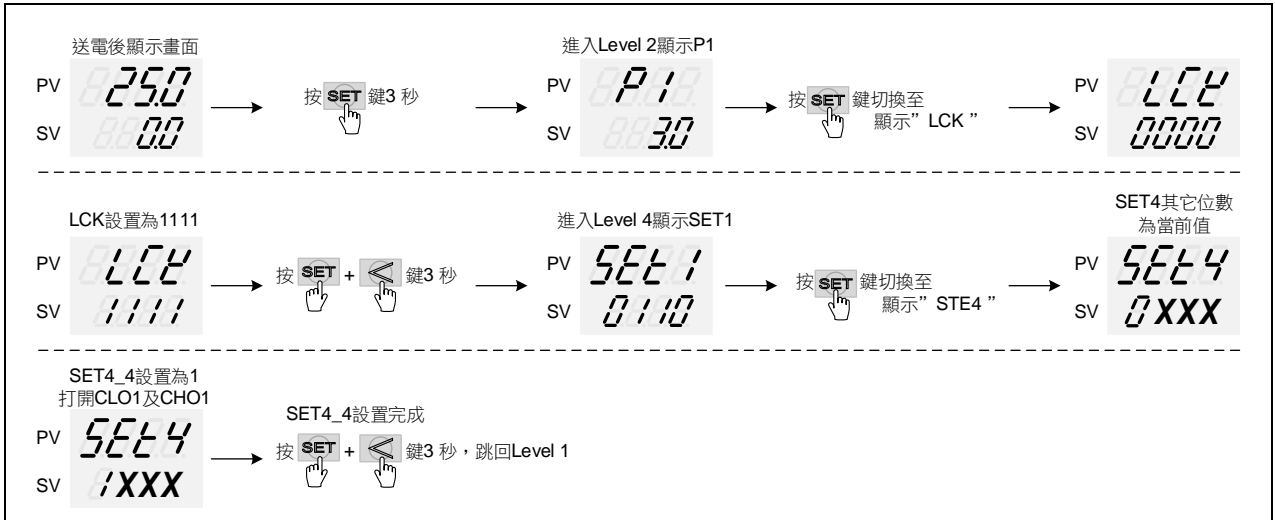 送電後顯示畫面
PV 25.0
SV 0.0
按 SET 鍵3 秒
進入Level 2顯示P1
PV P1
SV 3.0
按 SET 鍵切換至
顯示” LCK ”
PV LCK
SV 0000
LCK設置為1111
PV LCK
SV 1111
按 SET + < 鍵3 秒
進入Level 4顯示SET1
PV SEt1
SV 0110
按 SET 鍵切換至
顯示” STE4 ”
SET4其它位數
為當前值
PV SEt4
SV 0XXX
SET4_4設置為1
打開CLO1及CHO1
PV SEt4
SV 1XXX
SET4_4設置完成
按 SET + < 鍵3 秒，跳回Level 1